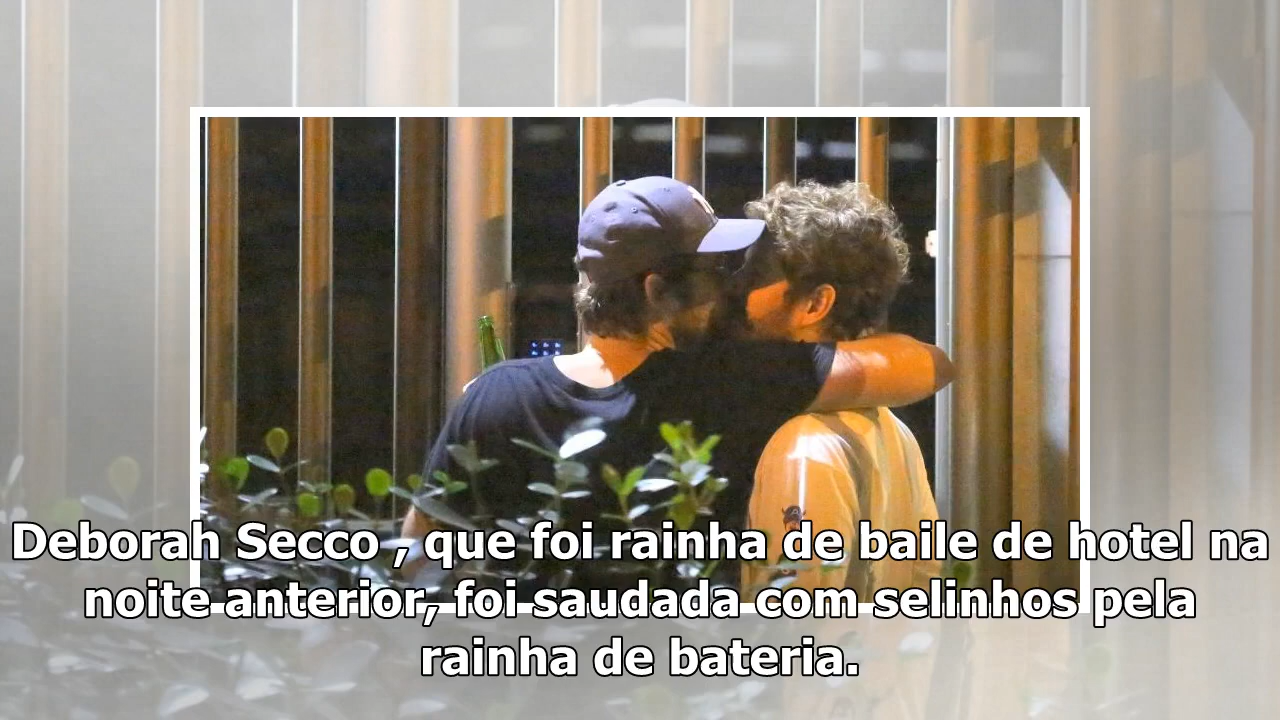 Deborah Secco , que foi rainha de baile de hotel na
noite anterior, foi saudada com selinhos pela
rainha de bateria.